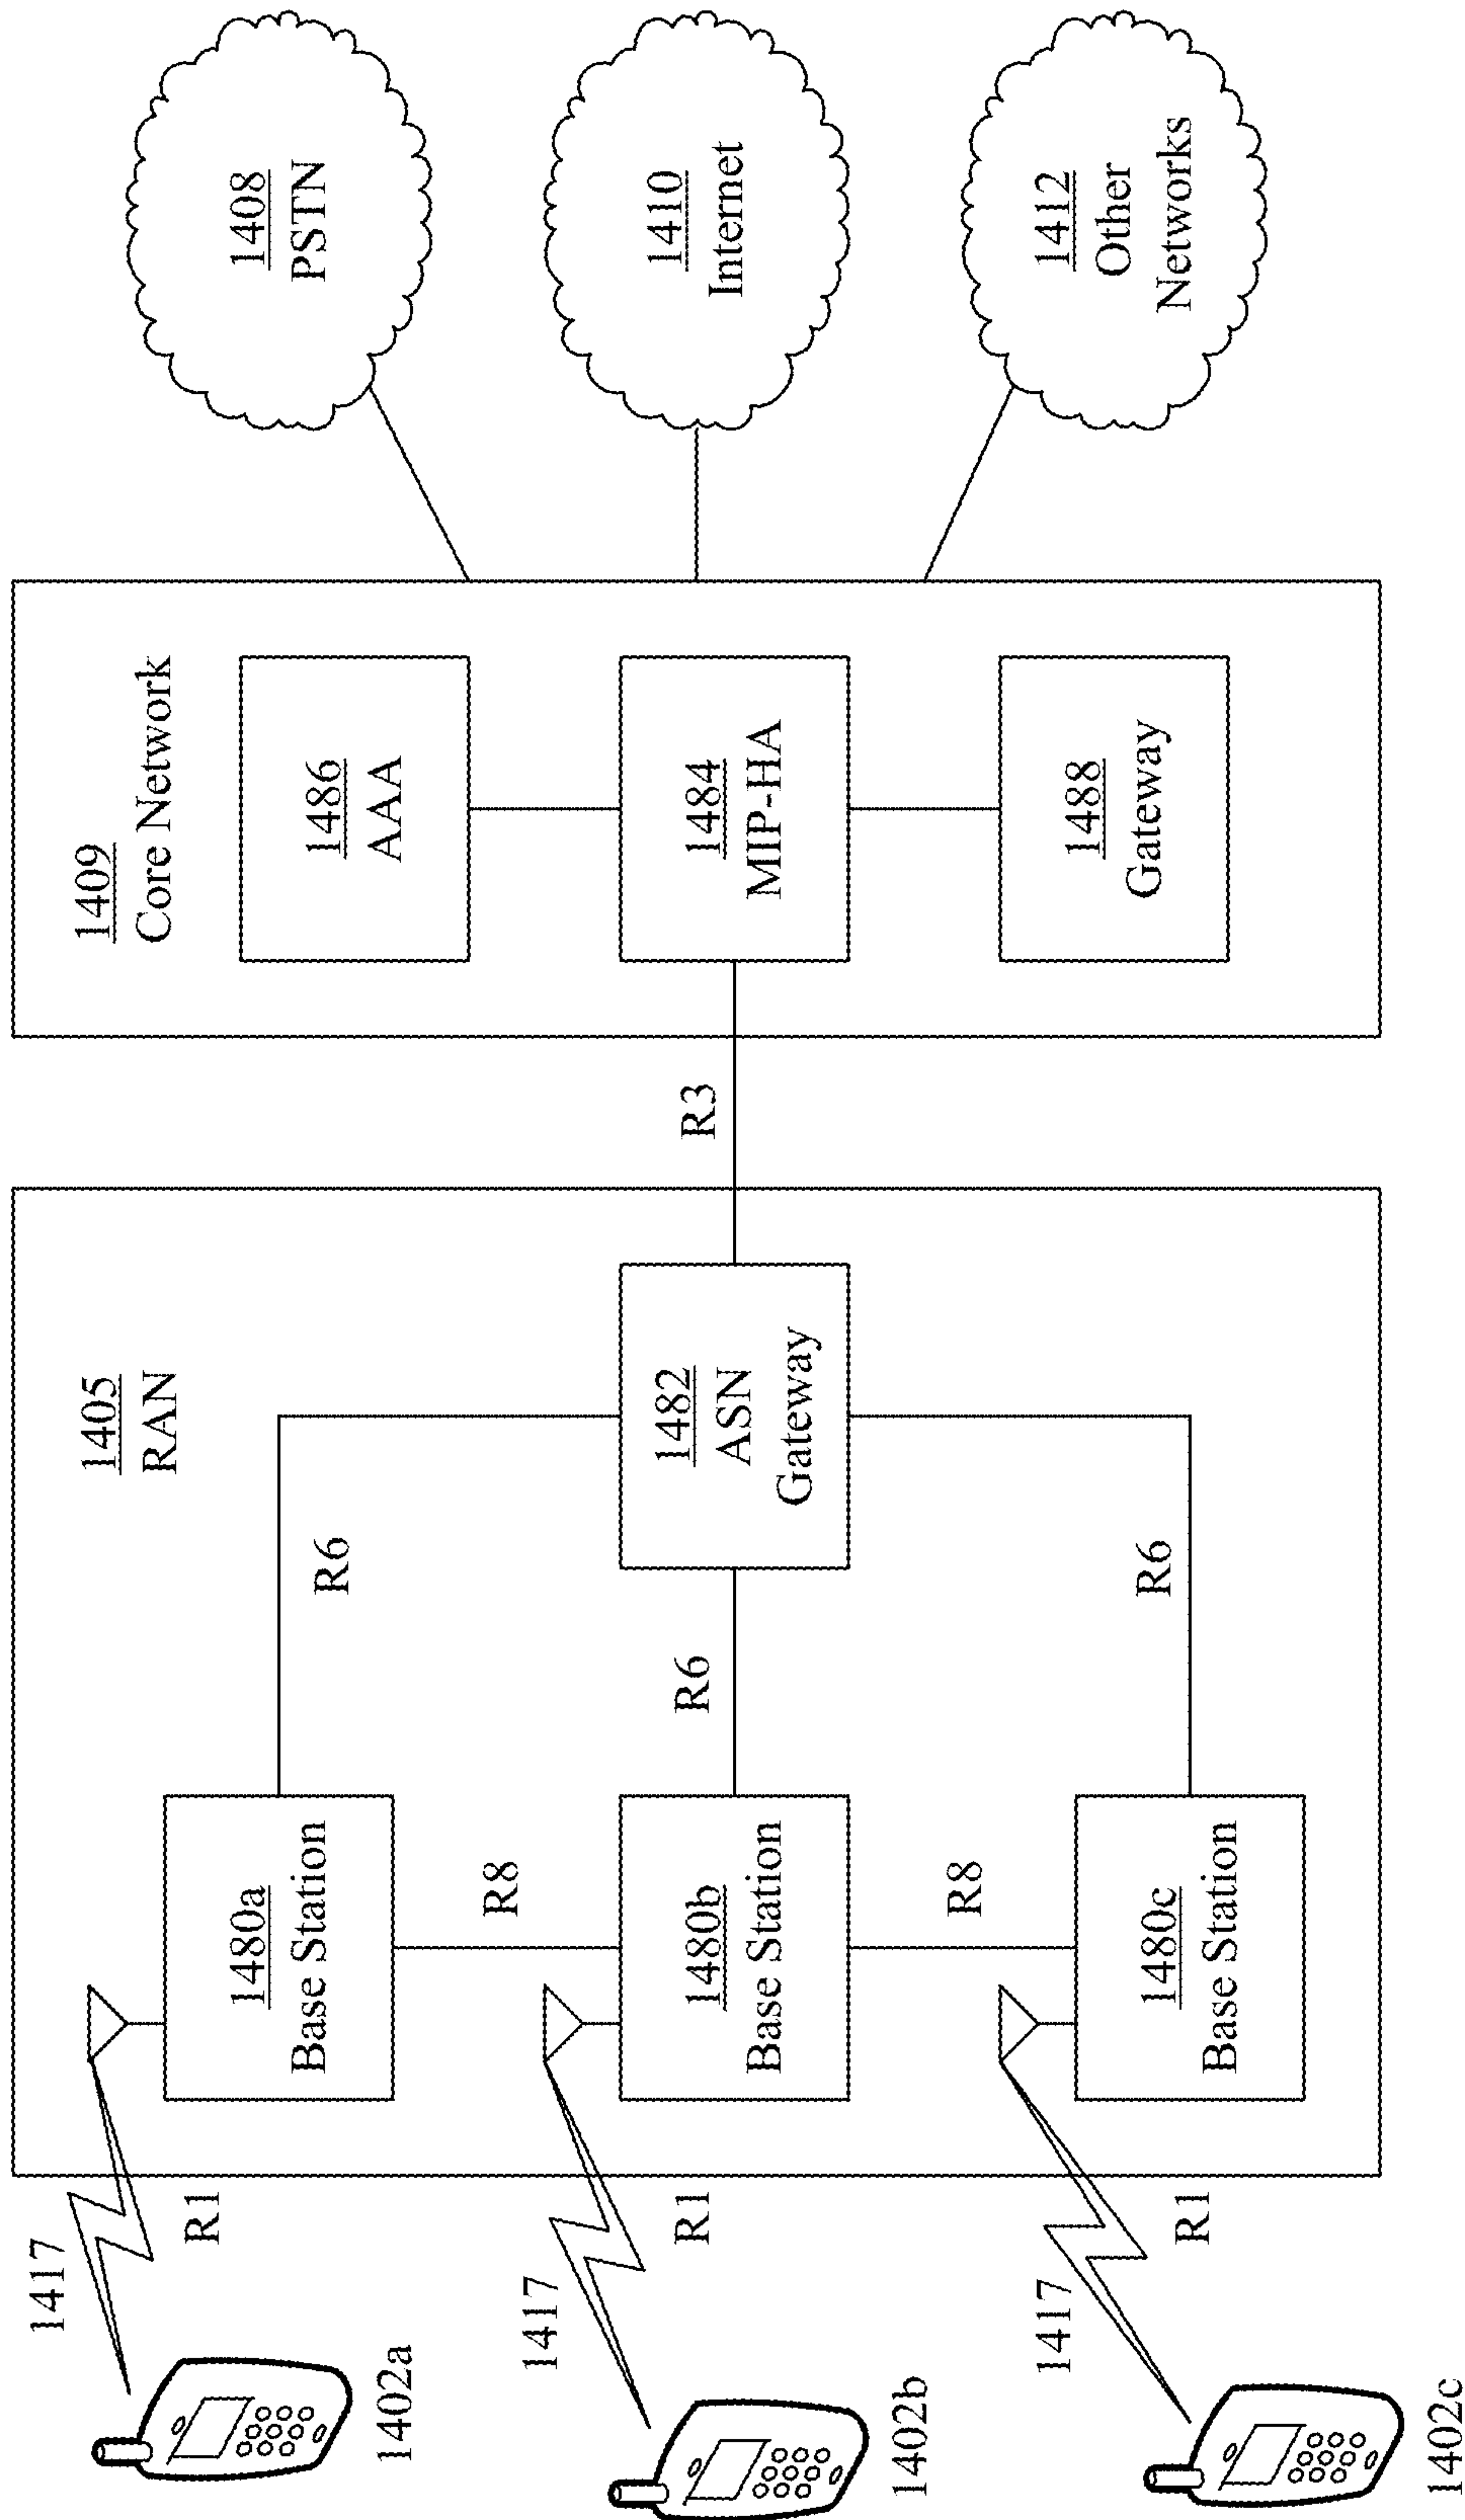 1417
1402a
R1
1417
1402b
R1
1417
1402c
R1
1405
RAN
1480a
Base Station
R8
1480b
Base Station
R8
1480c
Base Station
R6
R6
R6
1482
ASN
Gateway
R3
1409
Core Network
1486
AAA
1484
MIP-HA
1488
Gateway
1408
PSTN
1410
Internet
1412
Other
Networks